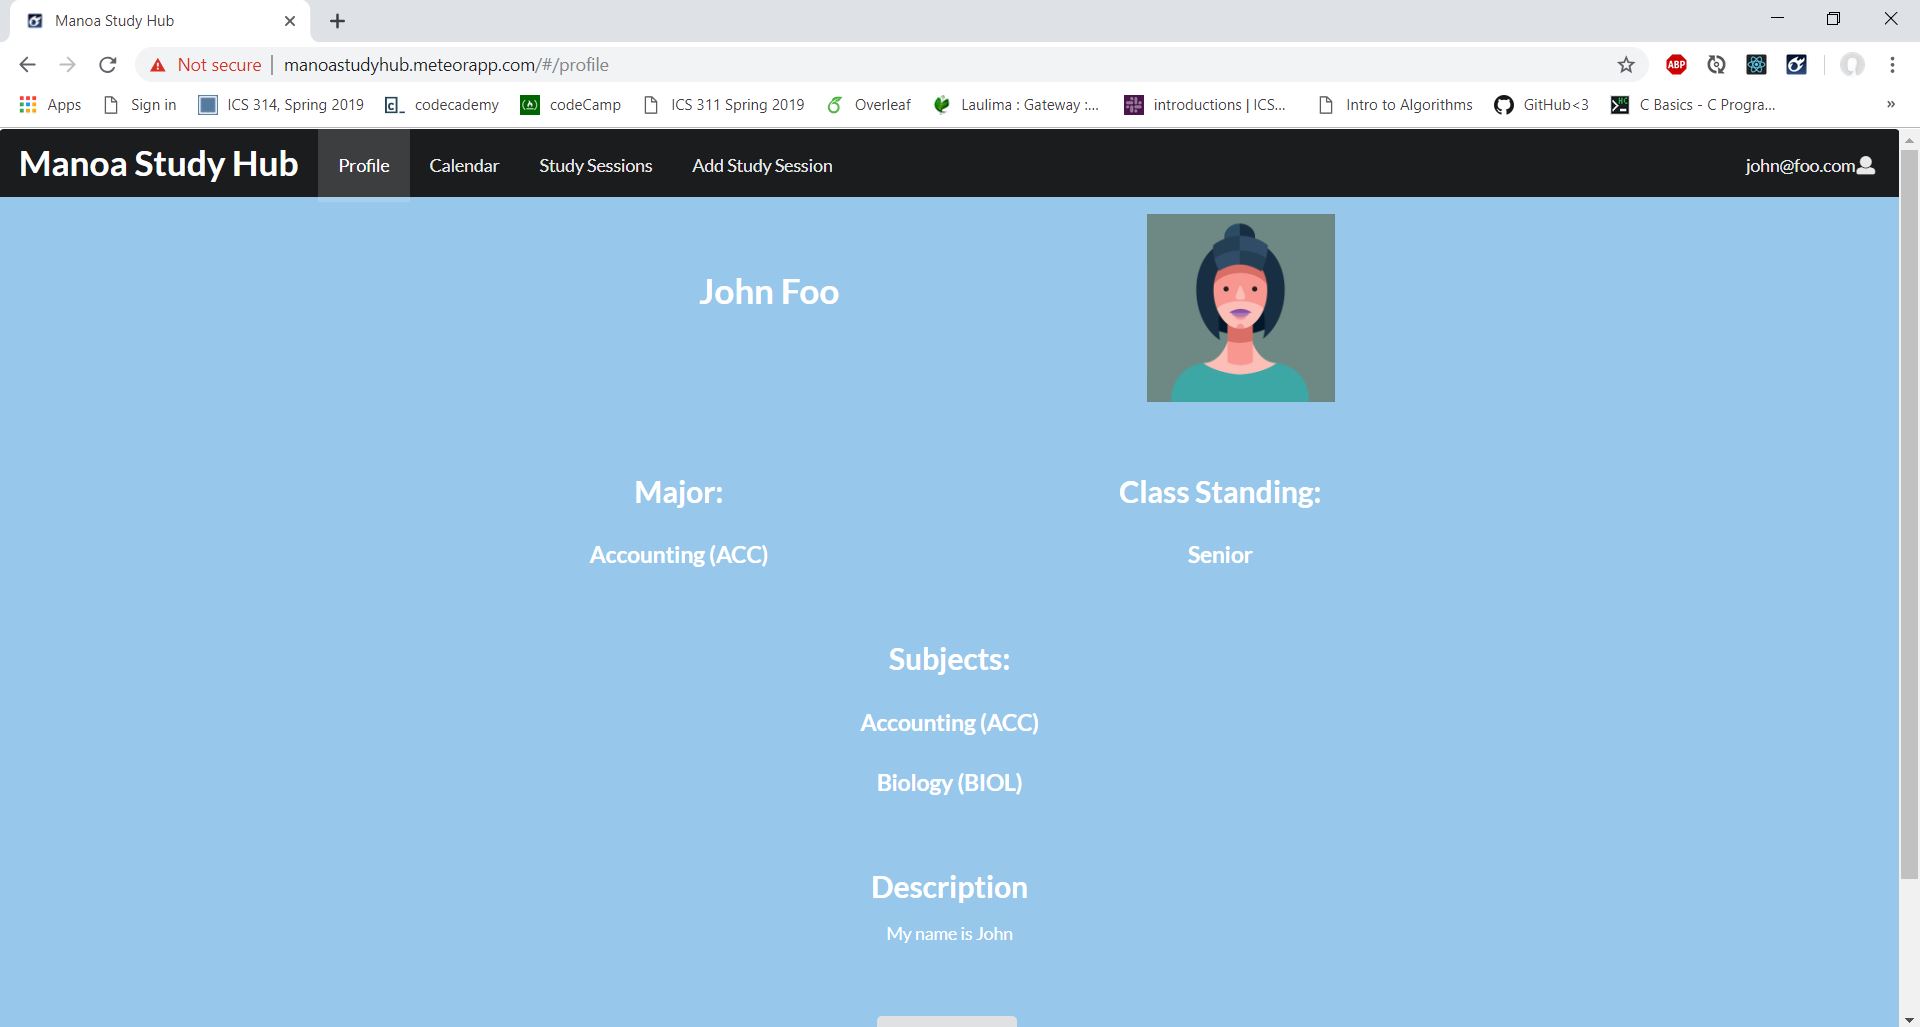 Manoa Study Hub
Not secure | manoastudyhub.meteorapp.com/#/profile
ABP
Apps Sign in ICS 314, Spring 2019 codecademy codeCamp ICS 311 Spring 2019 Overleaf Laulima : Gateway :... introductions | ICS... Intro to Algorithms GitHub<3 C Basics - C Progra... »
Manoa Study Hub Profile Calendar Study Sessions Add Study Session john@foo.com
John Foo
Major: Class Standing:
Accounting (ACC) Senior
Subjects:
Accounting (ACC)
Biology (BIOL)
Description
My name is John